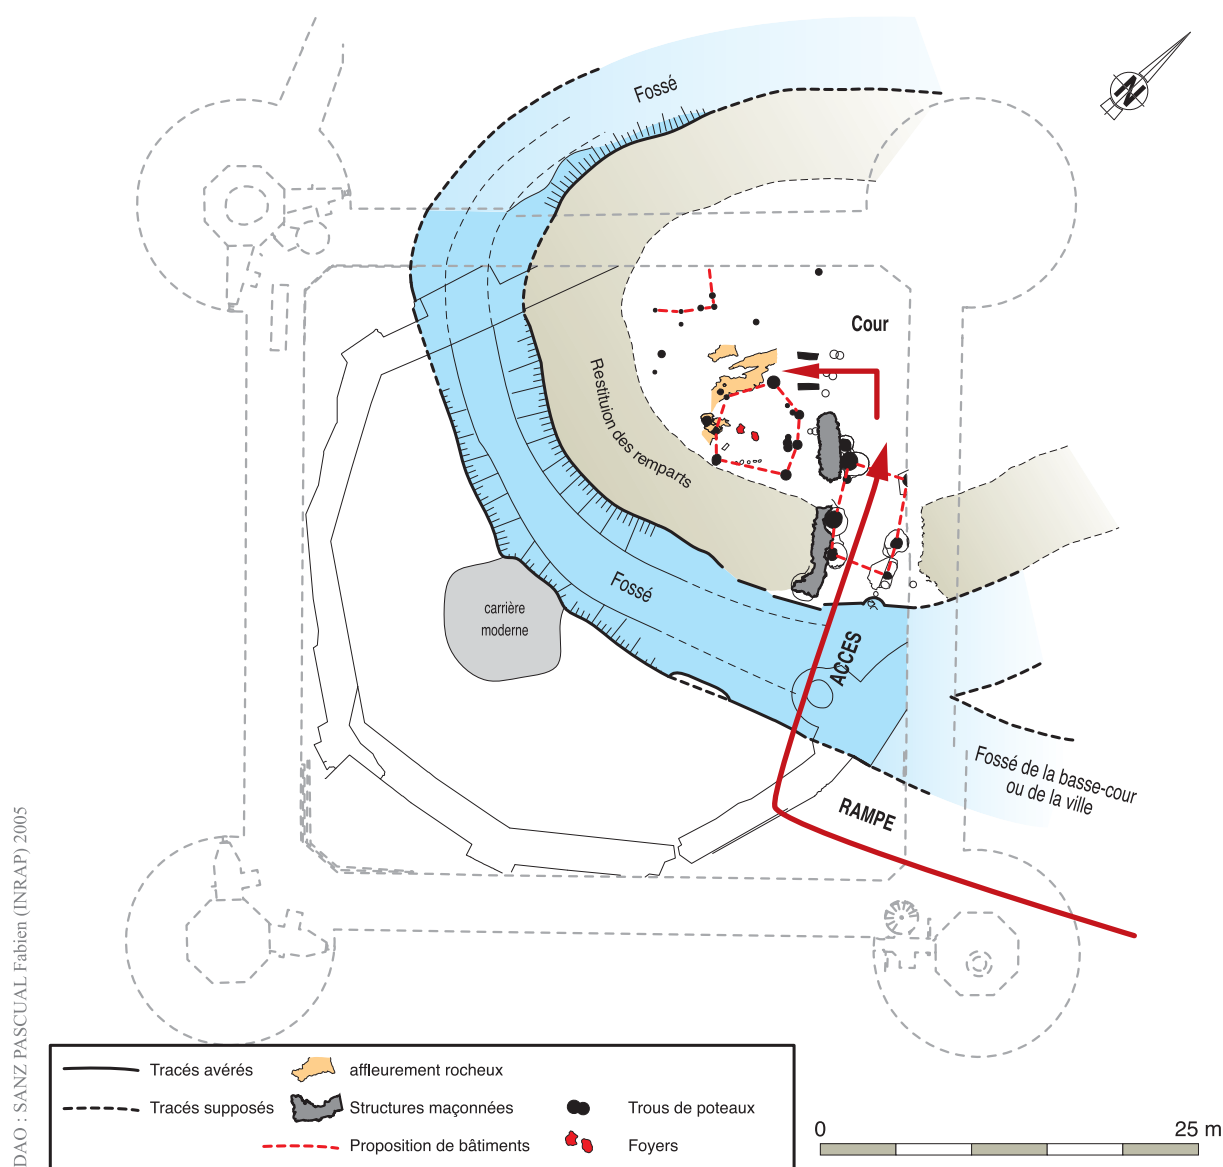 Fossé
N
Cour
Restituion des remparts
Fossé
carrière
moderne
ACCES
Fossé de la basse-cour
ou de la ville
RAMPE
DAO : SANZ PASCUAL Fabien (INRAP) 2005
Tracés avérés
affleurement rocheux
Tracés supposés
Structures maçonnées
Trous de poteaux
Proposition de bâtiments
Foyers
0
25 m